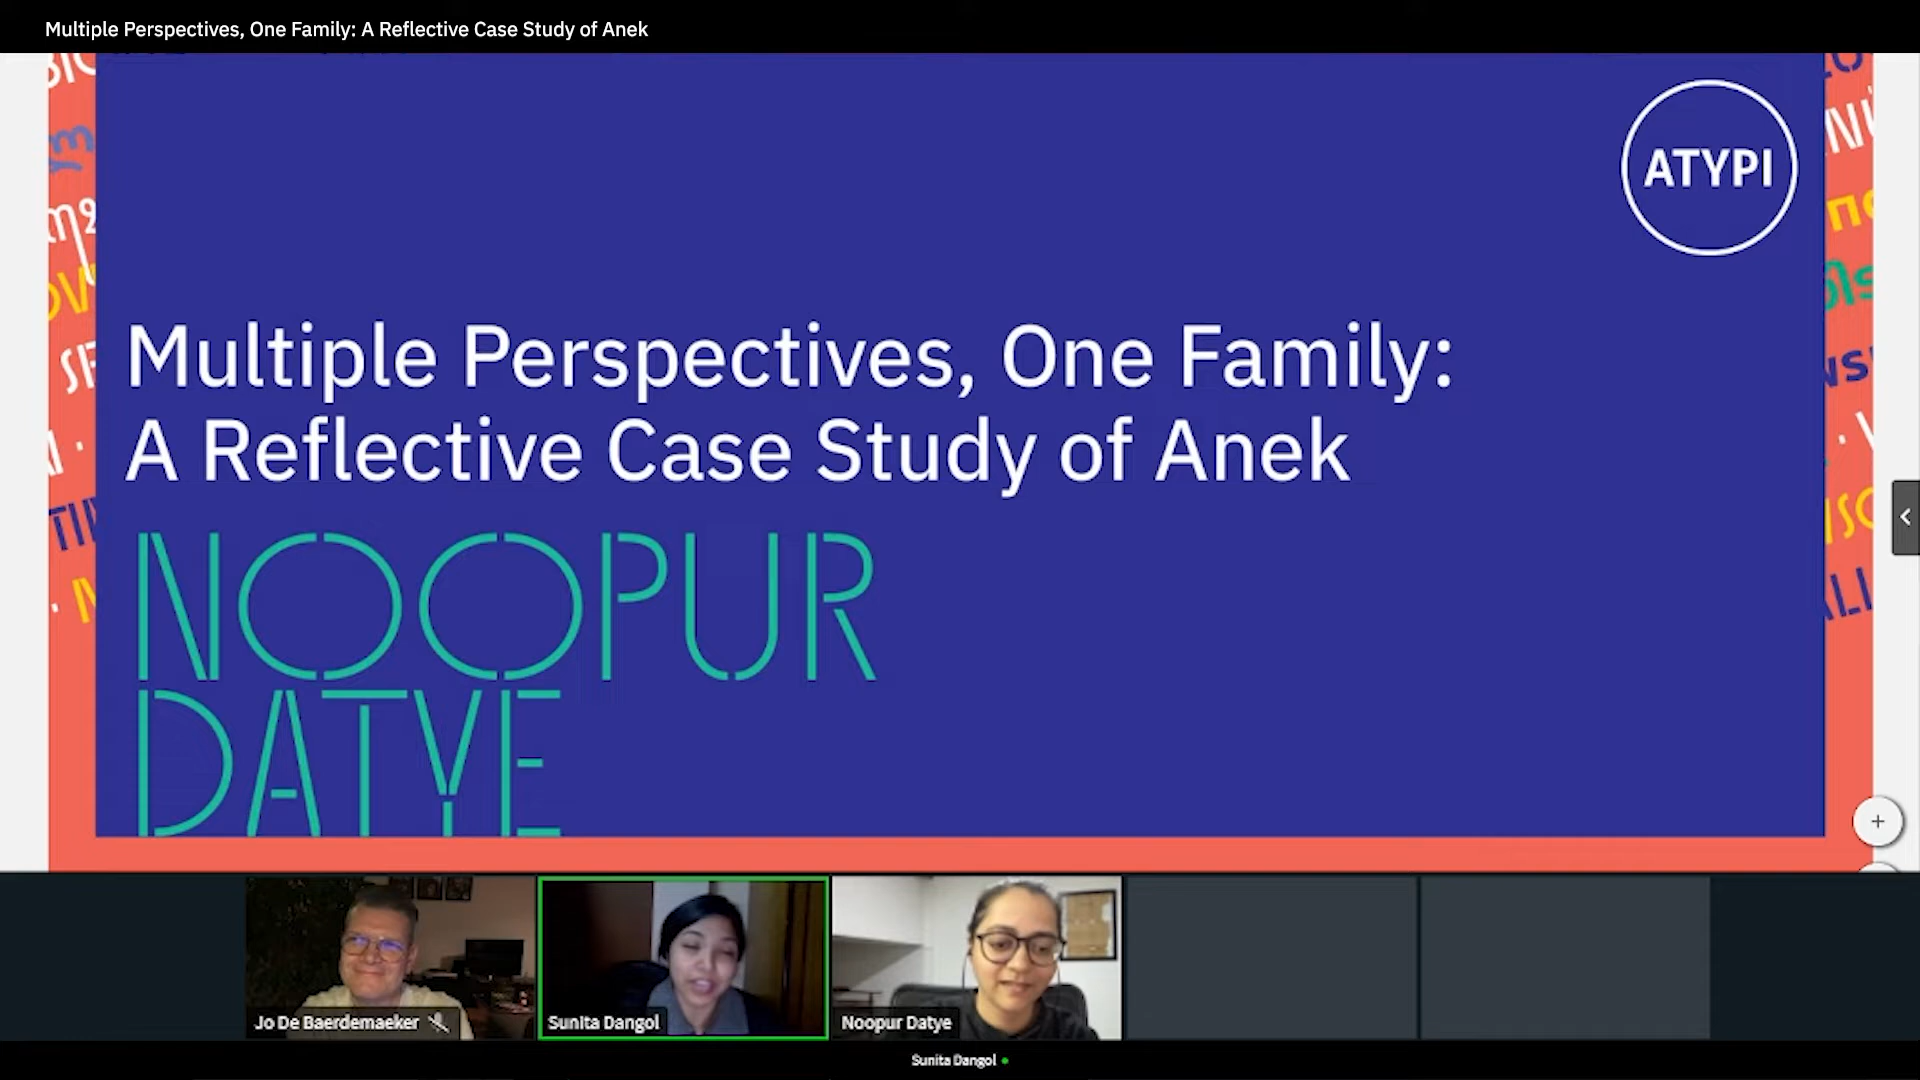 Multiple Perspectives, One Family: A Reflective Case Study of Anek
ATYPI
Multiple Perspectives, One Family:
A Reflective Case Study of Anek
NOOPUR
DATYE
Jo De Baerdemaeker
Sunita Dangol
Noopur Datye
Sunita Dangol